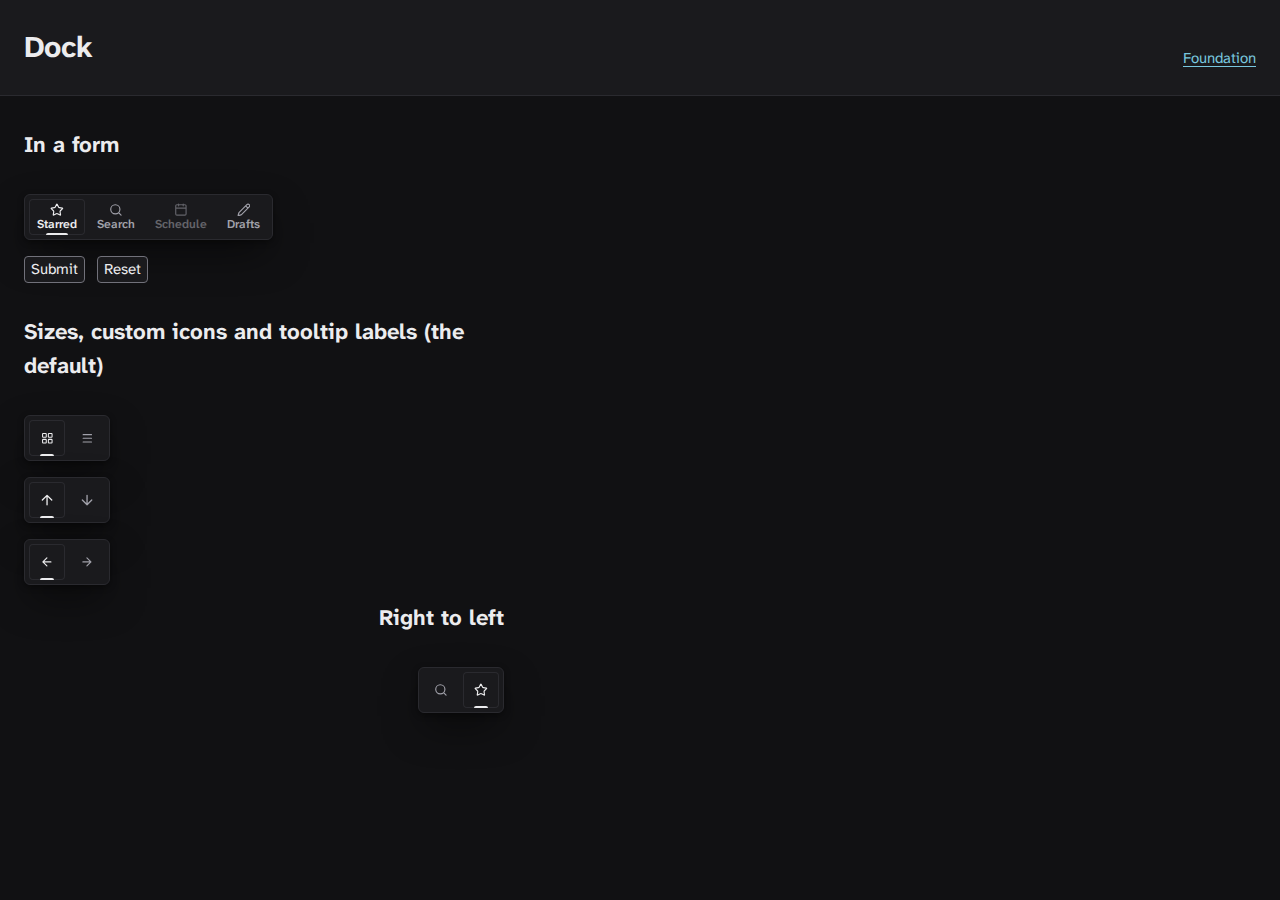 Dock
Foundation
In a form
Starred Search Schedule Drafts
Submit Reset
Sizes, custom icons and tooltip labels (the
default)
Right to left